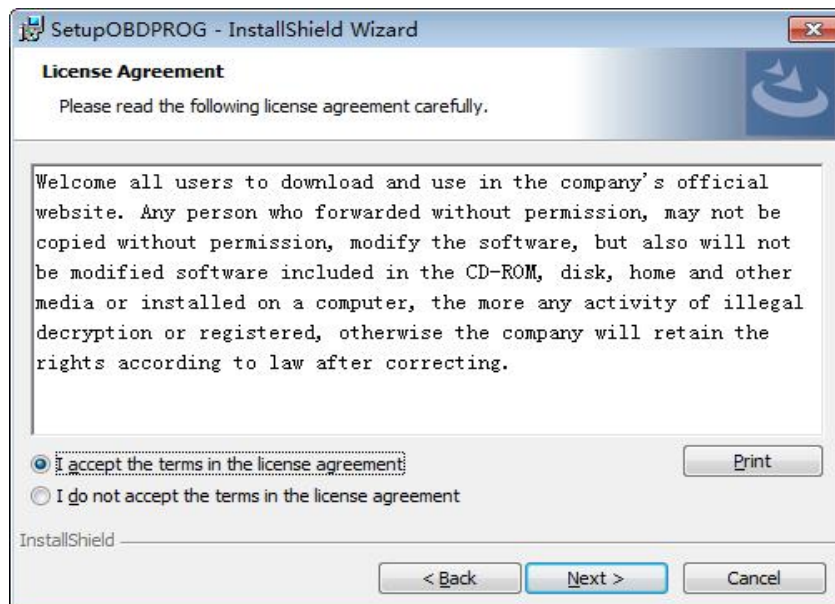 SetupOBDPROG - InstallShield Wizard
License Agreement
Please read the following license agreement carefully.
Welcome all users to download and use in the company's official
website. Any person who forwarded without permission, may not be
copied without permission, modify the software, but also will not
be modified software included in the CD-ROM, disk, home and other
media or installed on a computer, the more any activity of illegal
decryption or registered, otherwise the company will retain the
rights according to law after correcting.
I accept the terms in the license agreement
Print
I do not accept the terms in the license agreement
InstallShield
< Back
Next >
Cancel